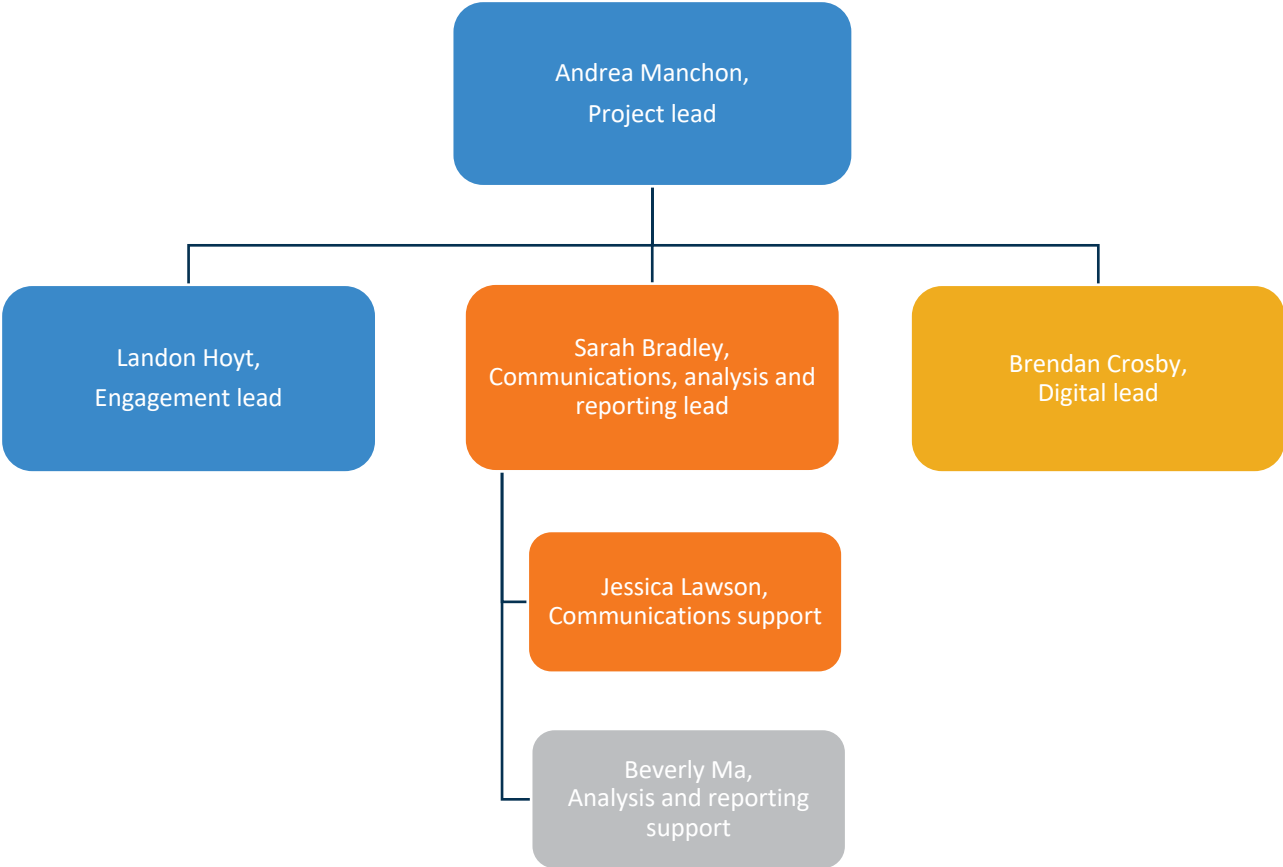 Andrea Manchon,
Project lead
Landon Hoyt,
Engagement lead
Sarah Bradley,
Communications, analysis and
reporting lead
Brendan Crosby,
Digital lead
Jessica Lawson,
Communications support
Beverly Ma,
Analysis and reporting
support